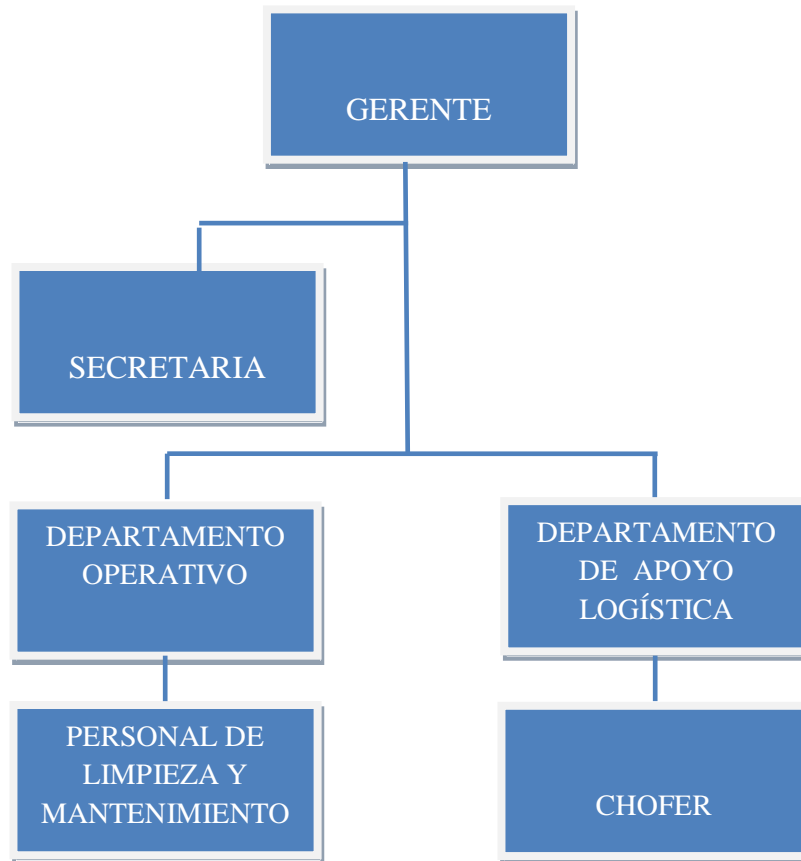 GERENTE
SECRETARIA
DEPARTAMENTO
OPERATIVO
DEPARTAMENTO
DE APOYO
LOGÍSTICA
PERSONAL DE
LIMPIEZA Y
MANTENIMIENTO
CHOFER